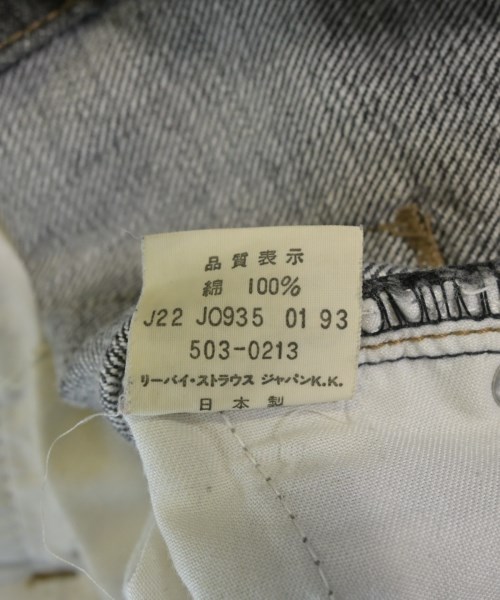 品質表示
綿 100%
J22 J0935 01 93
503-0213
リーバイ・ストラウス ジャパンK.K.
日本製